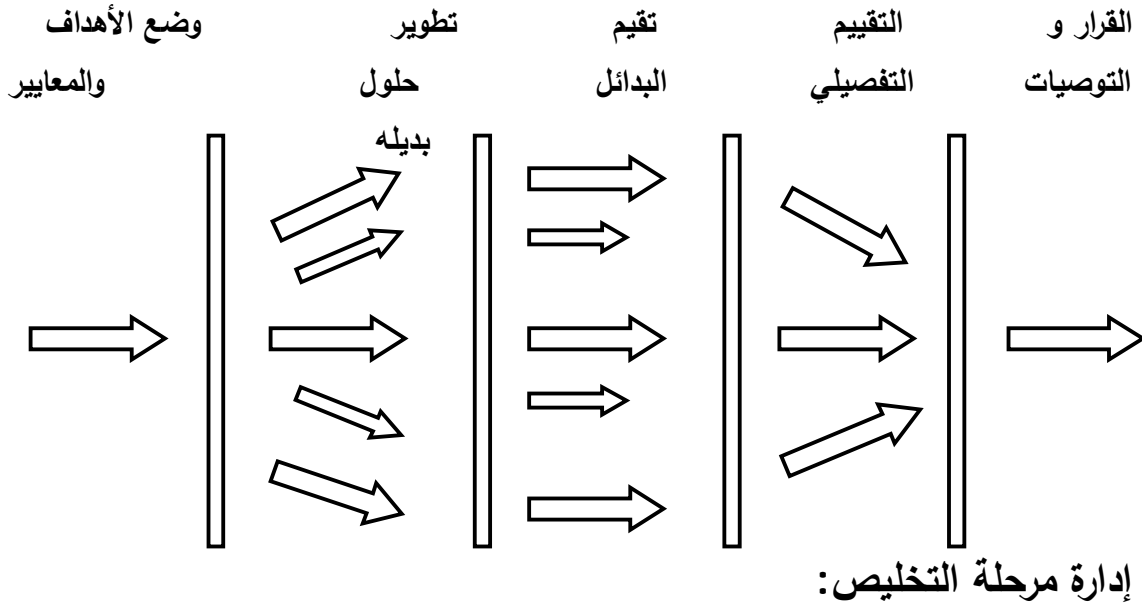 وضع الأهداف
والمعايير
تطوير
حلول
بديله
تقيم
البدائل
التقييم
التفصيلي
القرار و
التوصيات
إدارة مرحلة التخليص: